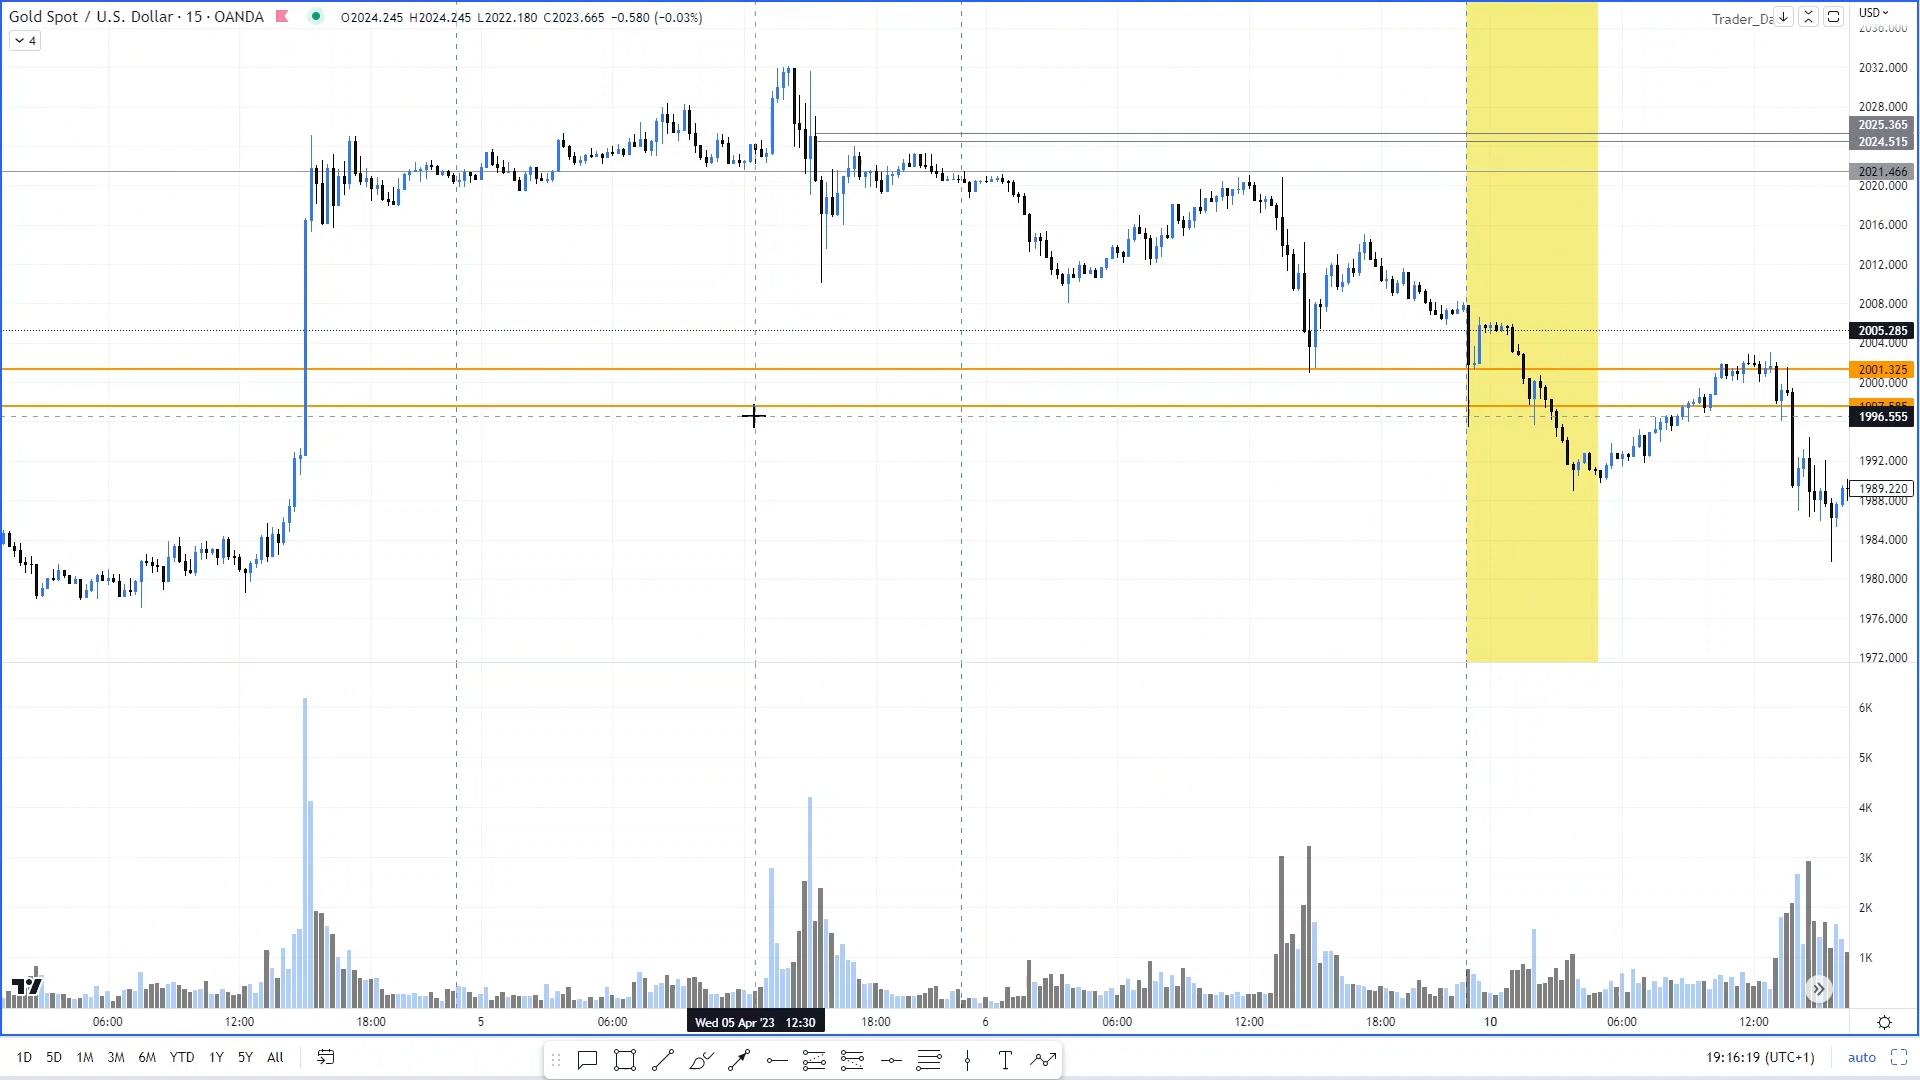 Gold Spot / U.S. Dollar · 15 · OANDA O2024.245 H2024.245 L2022.180 C2023.665 −0.580 (−0.03%)
Trader_Da
USD
4
2036.000
2032.000
2028.000
2025.365
2024.515
2021.466
2020.000
2016.000
2012.000
2008.000
2005.285
2004.000
2001.325
2000.000
1997.585
1996.555
1992.000
1989.220
1988.000
1984.000
1980.000
1976.000
1972.000
6K
5K
4K
3K
2K
1K
06:00 12:00 18:00 5 06:00 Wed 05 Apr '23 12:30 18:00 6 06:00 12:00 18:00 10 06:00 12:00
1D 5D 1M 3M 6M YTD 1Y 5Y All T 19:16:19 (UTC+1) auto